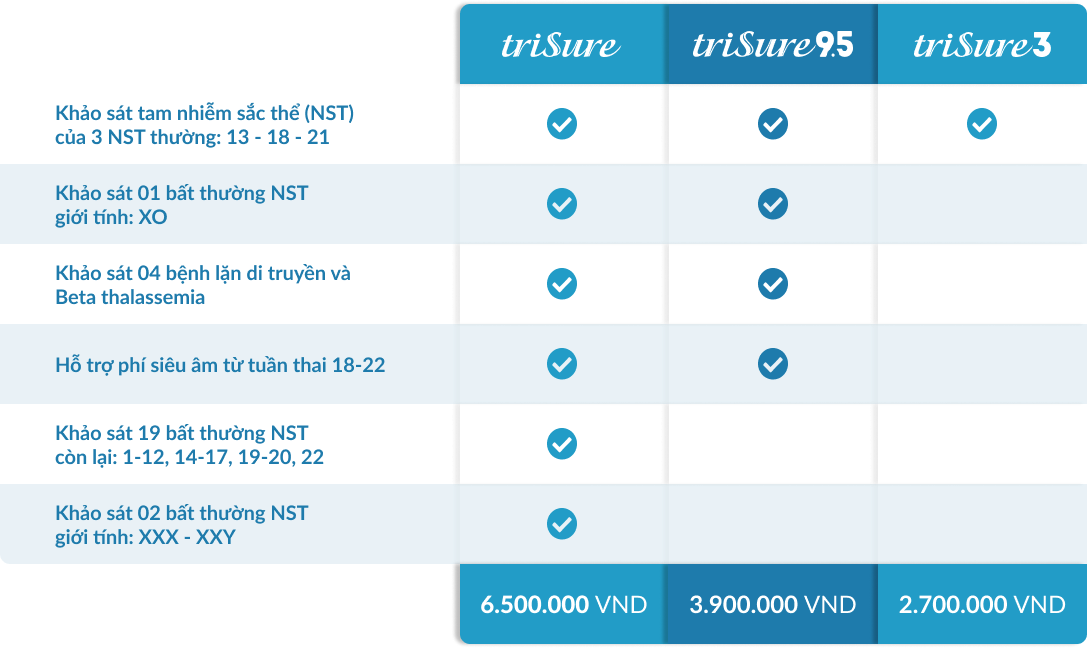 triSure triSure9.5 triSure3
Khảo sát tam nhiễm sắc thể (NST)
của 3 NST thường: 13 - 18 - 21
Khảo sát 01 bất thường NST
giới tính: XO
Khảo sát 04 bệnh lặn di truyền và
Beta thalassemia
Hỗ trợ phí siêu âm từ tuần thai 18-22
Khảo sát 19 bất thường NST
còn lại: 1-12, 14-17, 19-20, 22
Khảo sát 02 bất thường NST
giới tính: XXX - XXY
6.500.000 VND 3.900.000 VND 2.700.000 VND